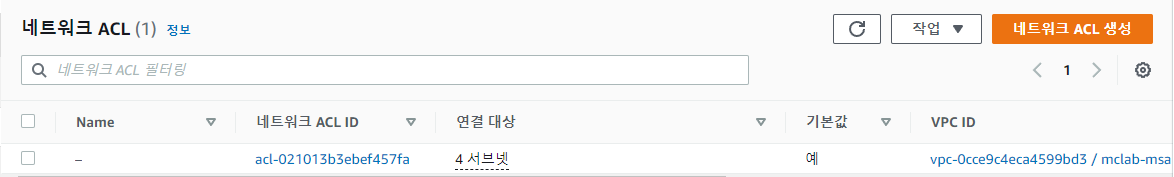 네트워크 ACL (1) 정보
작업 ▼
네트워크 ACL 생성
네트워크 ACL 필터링
1
Name 네트워크 ACL ID 연결 대상 기본값 VPC ID
– acl-021013b3ebef457fa 4 서브넷 예 vpc-0cce9c4eca4599bd3 / mclab-msa